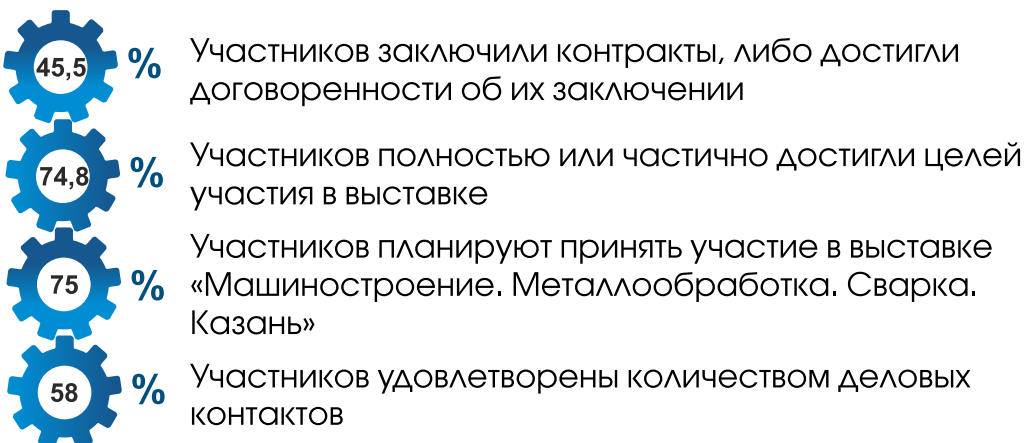 45,5 % Участников заключили контракты, либо достигли
договоренности об их заключении
74,8 % Участников полностью или частично достигли целей
участия в выставке
75 % Участников планируют принять участие в выставке
«Машиностроение. Металлообработка. Сварка.
Казань»
58 % Участников удовлетворены количеством деловых
контактов